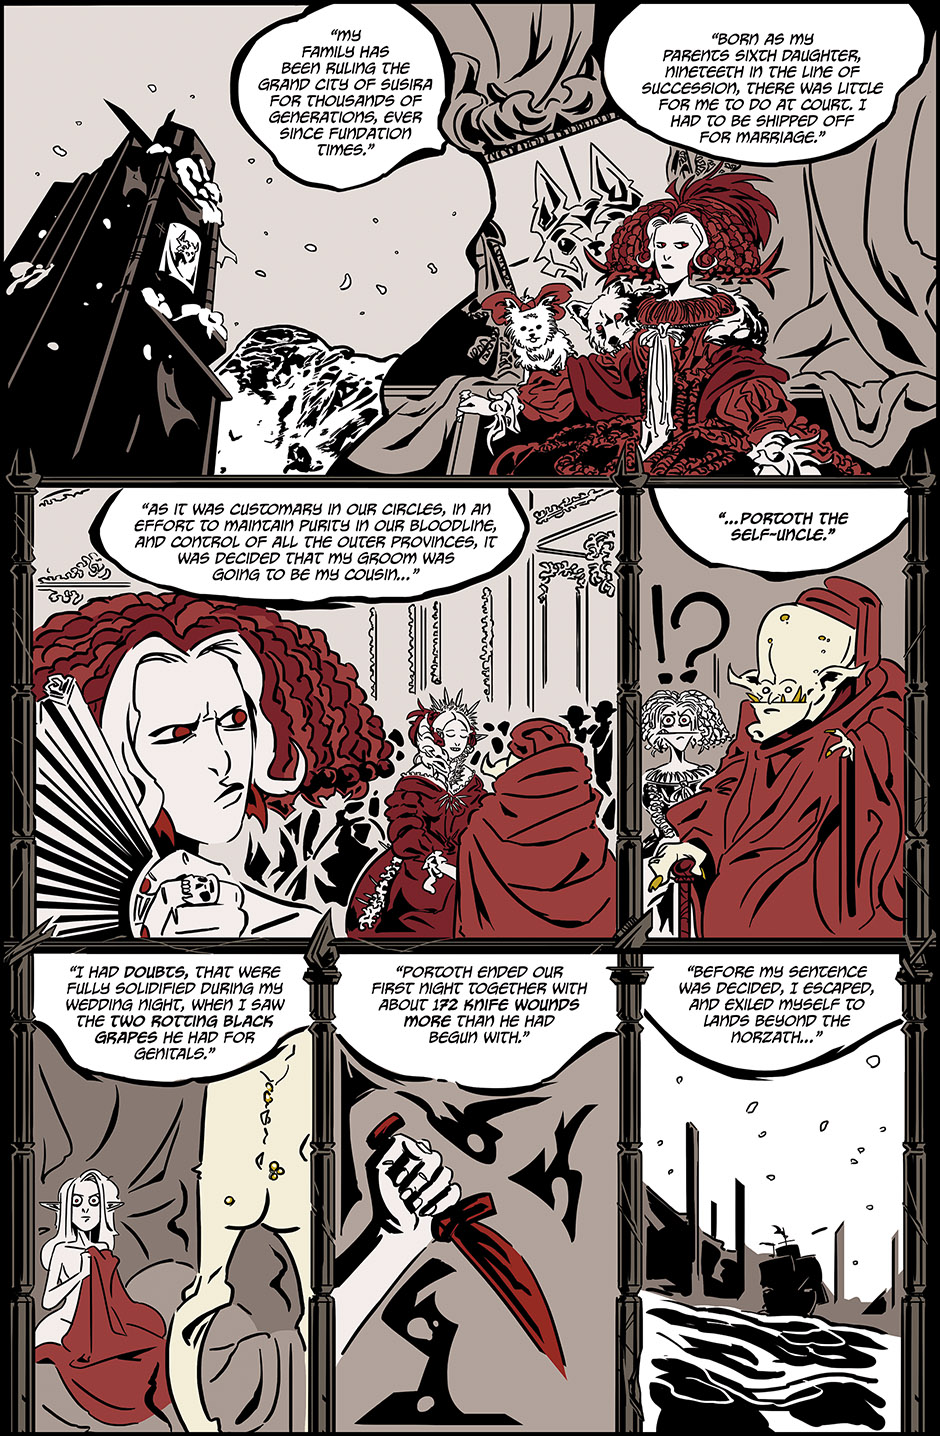 "MY
FAMILY HAS
BEEN RULING THE
GRAND CITY OF SUSIRA
FOR THOUSANDS OF
GENERATIONS, EVER
SINCE FUNDATION
TIMES."
"BORN AS MY
PARENTS SIXTH DAUGHTER,
NINETEETH IN THE LINE OF
SUCCESSION, THERE WAS LITTLE
FOR ME TO DO AT COURT. I
HAD TO BE SHIPPED OFF
FOR MARRIAGE."
"AS IT WAS CUSTOMARY IN OUR CIRCLES, IN AN
EFFORT TO MAINTAIN PURITY IN OUR BLOODLINE,
AND CONTROL OF ALL THE OUTER PROVINCES, IT
WAS DECIDED THAT MY GROOM WAS
GOING TO BE MY COUSIN..."
"...PORTOTH THE
SELF-UNCLE."
!?
"I HAD DOUBTS, THAT WERE
FULLY SOLIDIFIED DURING MY
WEDDING NIGHT, WHEN I SAW
THE TWO ROTTING BLACK
GRAPES HE HAD FOR
GENITALS."
"PORTOTH ENDED OUR
FIRST NIGHT TOGETHER WITH
ABOUT 172 KNIFE WOUNDS
MORE THAN HE HAD
BEGUN WITH."
"BEFORE MY SENTENCE
WAS DECIDED, I ESCAPED,
AND EXILED MYSELF TO
LANDS BEYOND THE
NORZATH..."